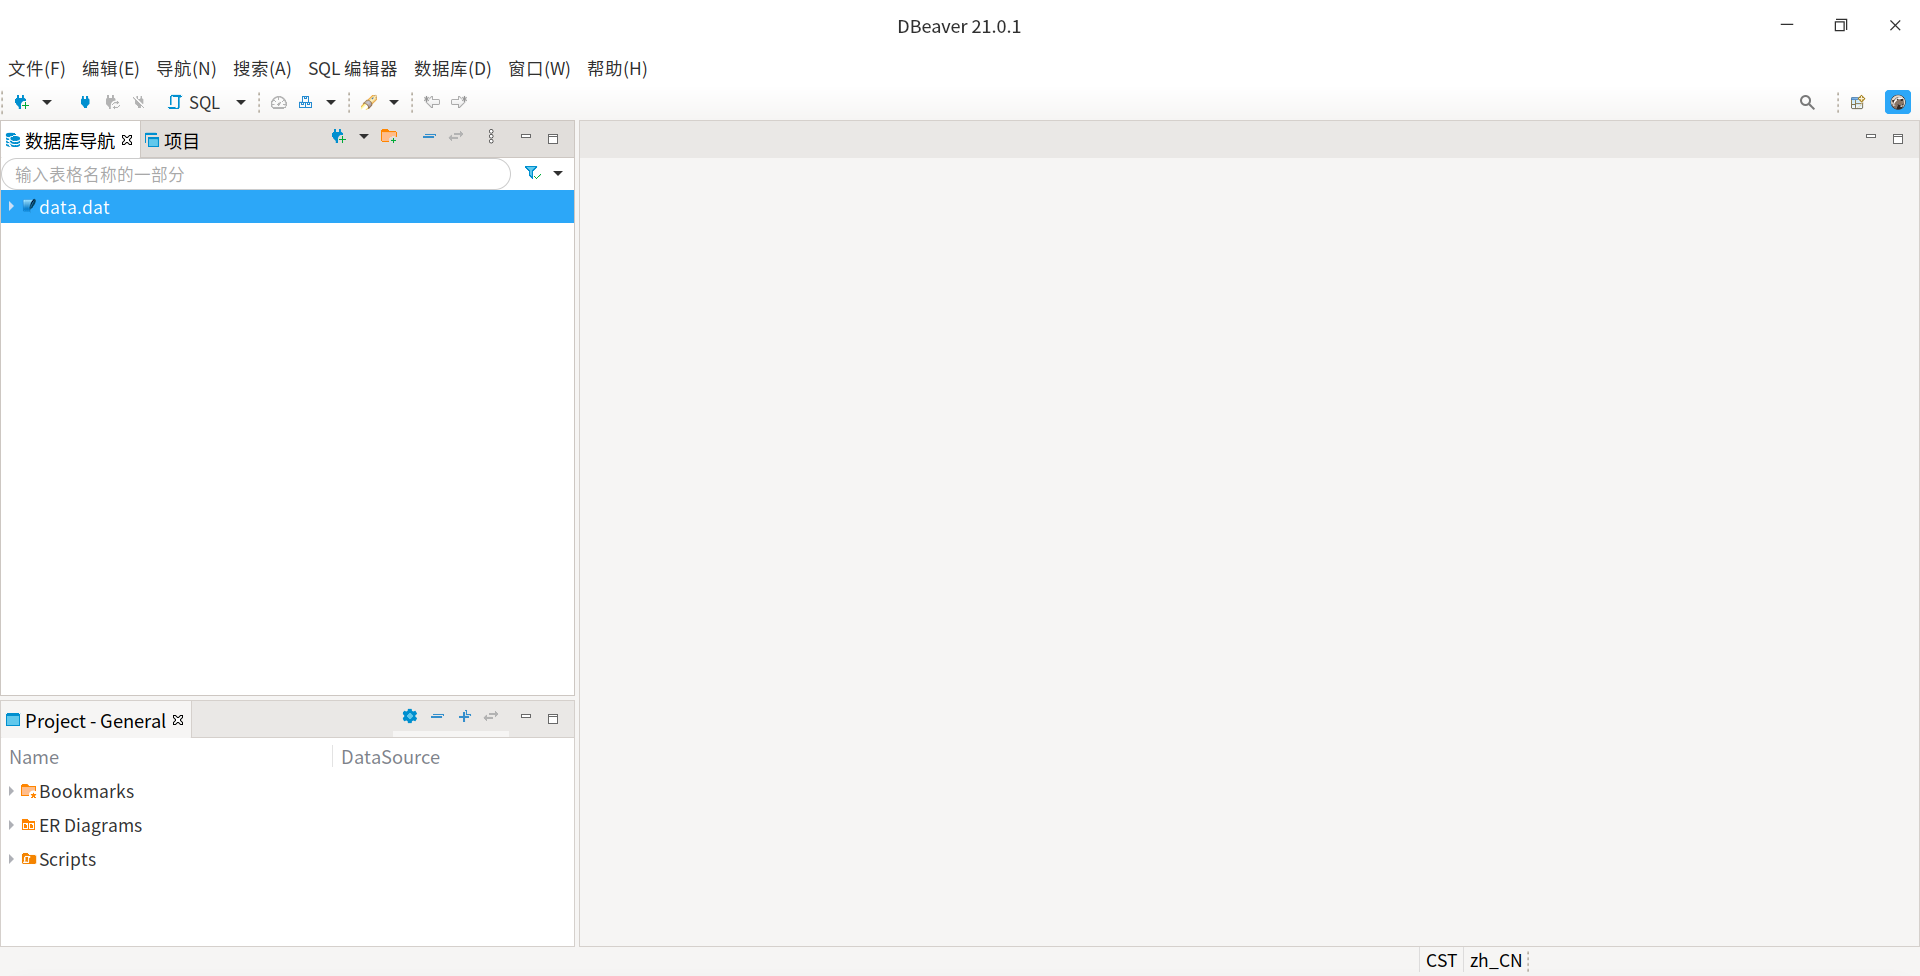 DBeaver 21.0.1
文件(F) 编辑(E) 导航(N) 搜索(A) SQL 编辑器 数据库(D) 窗口(W) 帮助(H)
SQL
数据库导航 项目
输入表格名称的一部分
data.dat
Project - General
Name DataSource
Bookmarks
ER Diagrams
Scripts
CST zh_CN